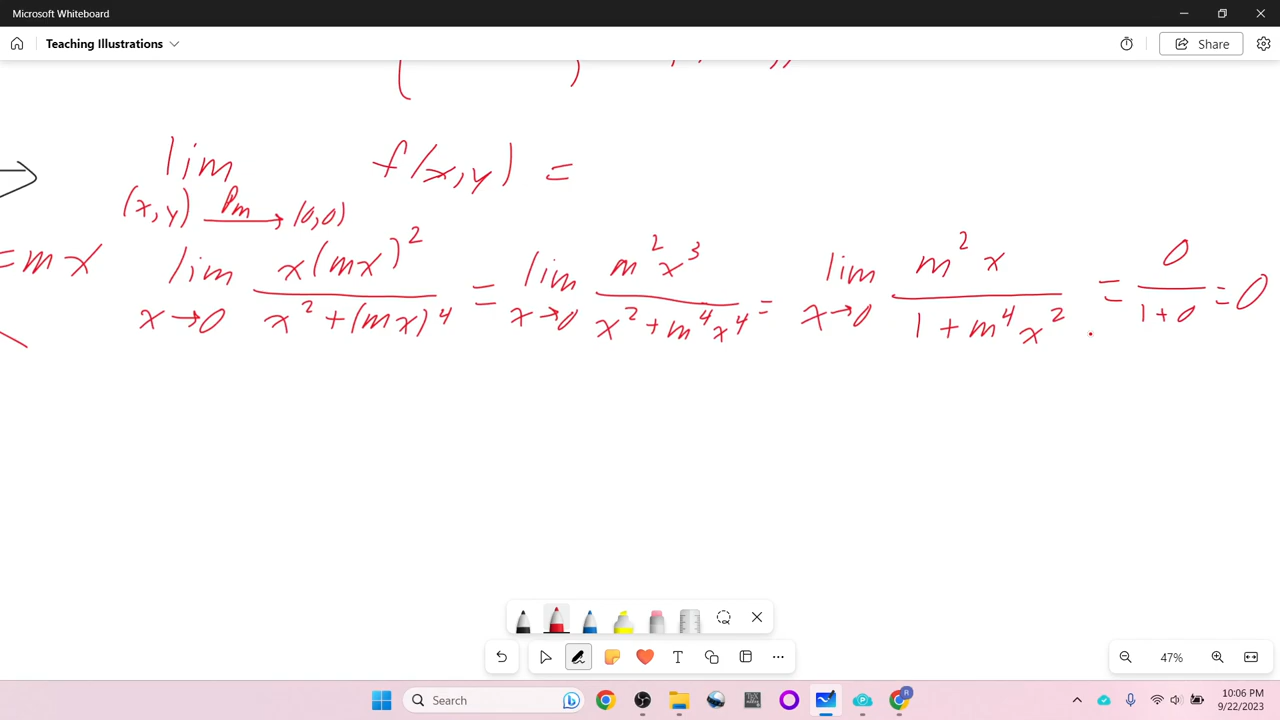 Microsoft Whiteboard
Teaching Illustrations
Share
lim f(x,y) =
(x,y) Pm→ (0,0)
=mx lim x→0 x(mx)² / x² + (mx)⁴ = lim x→0 m²x³ / x² + m⁴x⁴ = lim x→0 m²x / 1 + m⁴x² = 0 / 1+0 = 0
T
47%
Search
10:06 PM
9/22/2023